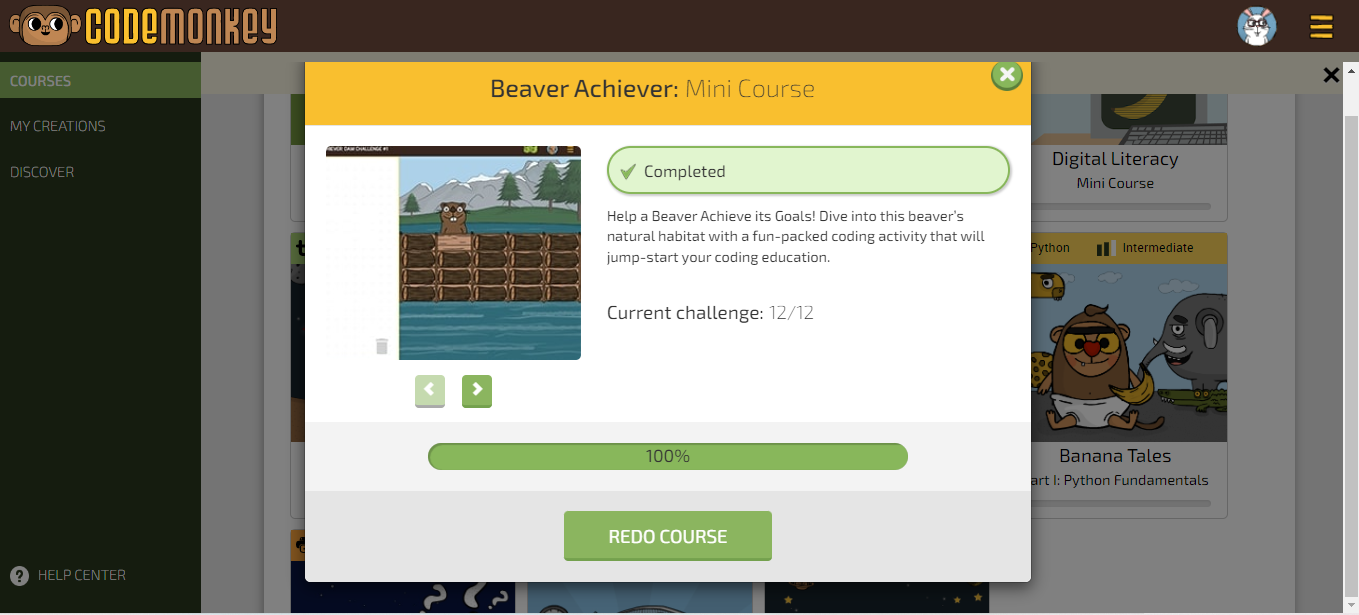 CODEMONKEY
COURSES
MY CREATIONS
DISCOVER
HELP CENTER
Beaver Achiever: Mini Course
Completed
Help a Beaver Achieve its Goals! Dive into this beaver's
natural habitat with a fun-packed coding activity that will
jump-start your coding education.
Current challenge: 12/12
100%
REDO COURSE
Digital Literacy
Mini Course
Python Intermediate
Banana Tales
art I: Python Fundamentals